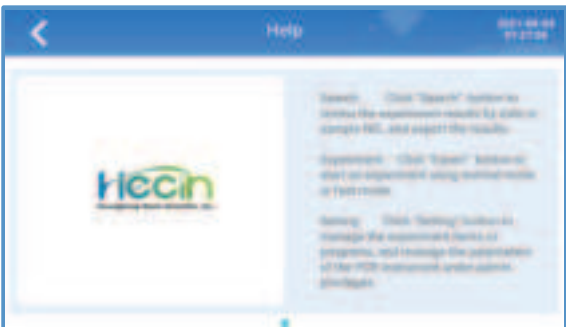 Help
Hecin
Search: Click "Search" button to
review the experiment results by date or
sample NO., and export the results.
Experiment: Click "Experi" button to
start an experiment using normal mode
or fast mode.
Setting: Click "Setting" button to
manage the experiment items or
programs, and manage the parameters
of the PCR instrument under admin
privileges.